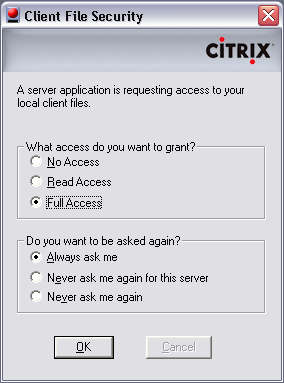 Client File Security
CİTRIX
A server application is requesting access to your
local client files.
What access do you want to grant?
No Access
Read Access
Full Access
Do you want to be asked again?
Always ask me
Never ask me again for this server
Never ask me again
OK
Cancel